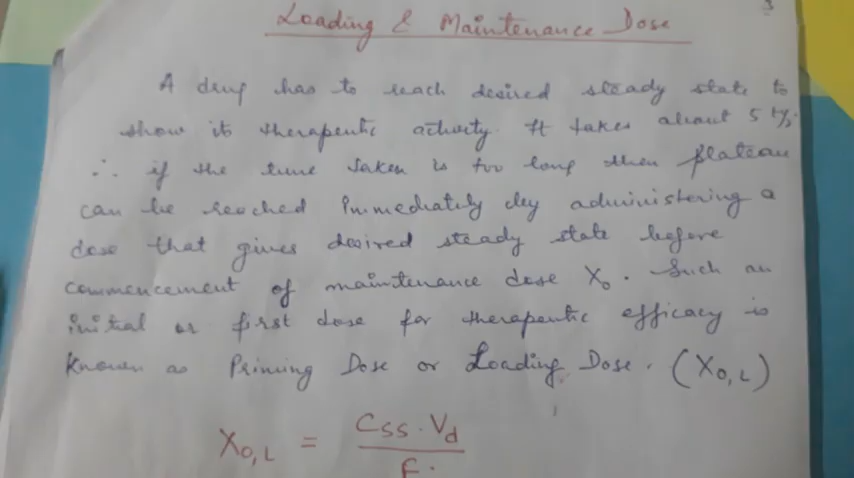 Loading & Maintenance Dose
A drug has to reach desired steady state to
show its therapeutic activity. It takes about 5 t½.
∴ if the time taken is too long then plateau
can be reached immediately by administering a
dose that gives desired steady state before
commencement of maintenance dose X₀. Such an
initial or first dose for therapeutic efficacy is
known as Priming Dose or Loading Dose. (X₀,L)
X₀,L = Css.Vd / F